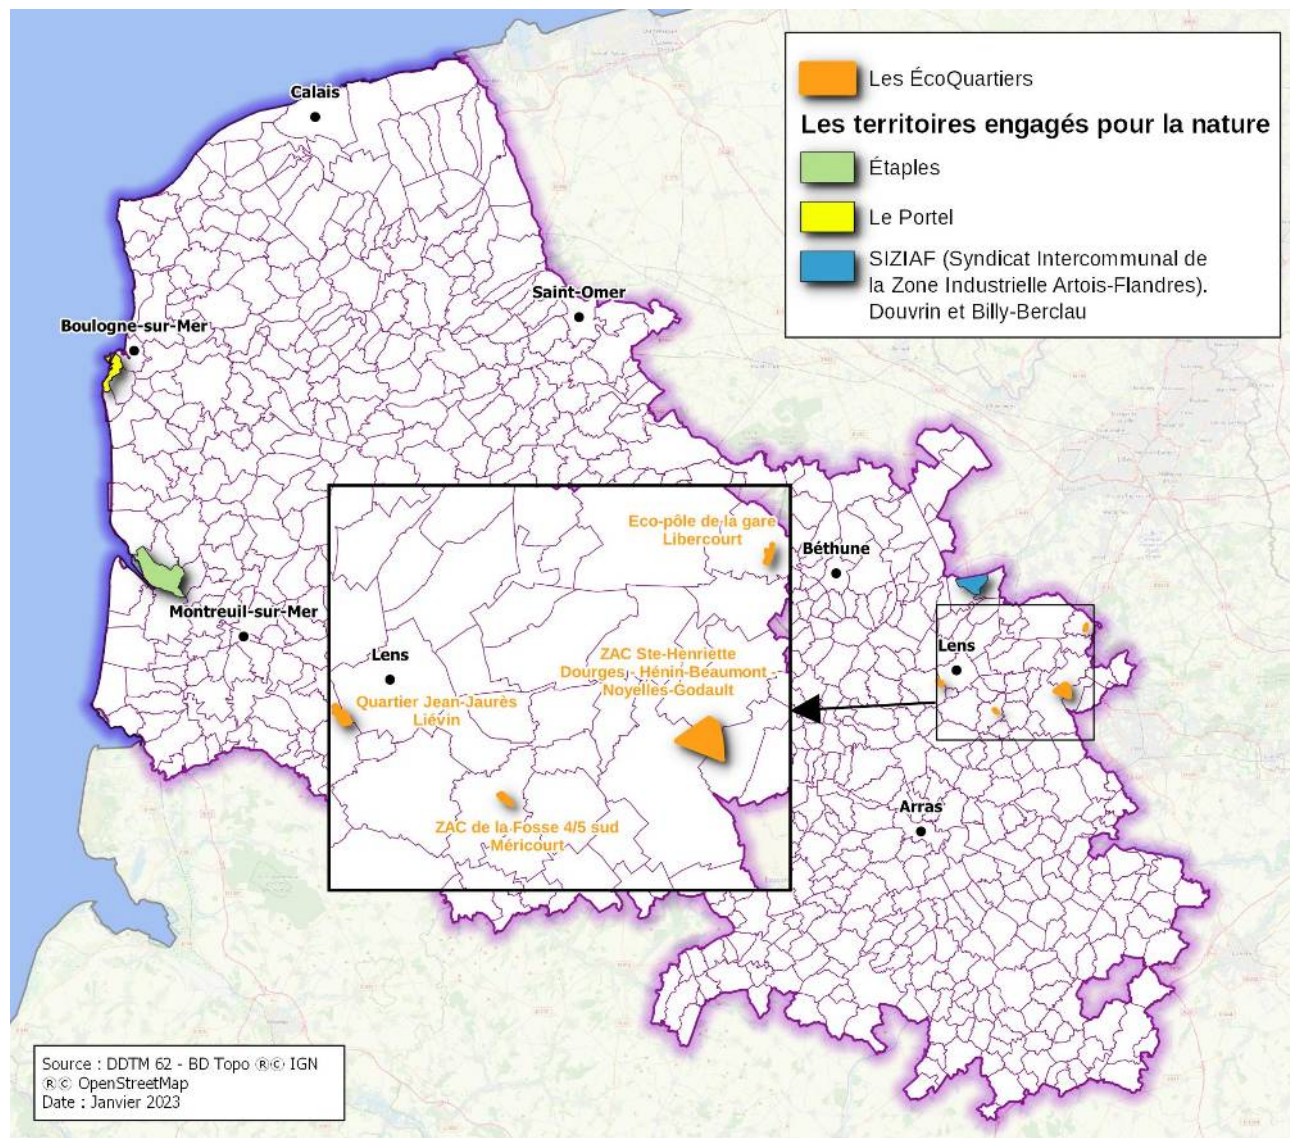 Calais
Les ÉcoQuartiers
Les territoires engagés pour la nature
Étaples
Le Portel
SIZIAF (Syndicat Intercommunal de
la Zone Industrielle Artois-Flandres).
Douvrin et Billy-Berclau
Saint-Omer
Boulogne-sur-Mer
Eco-pôle de la gare
Libercourt
Béthune
Montreuil-sur-Mer
Lens
ZAC Ste-Henriette
Dourges - Hénin-Beaumont -
Noyelles-Godault
Lens
Quartier Jean-Jaurès
Liévin
Arras
ZAC de la Fosse 4/5 sud
Méricourt
Source : DDTM 62 - BD Topo ®© IGN
®© OpenStreetMap
Date : Janvier 2023